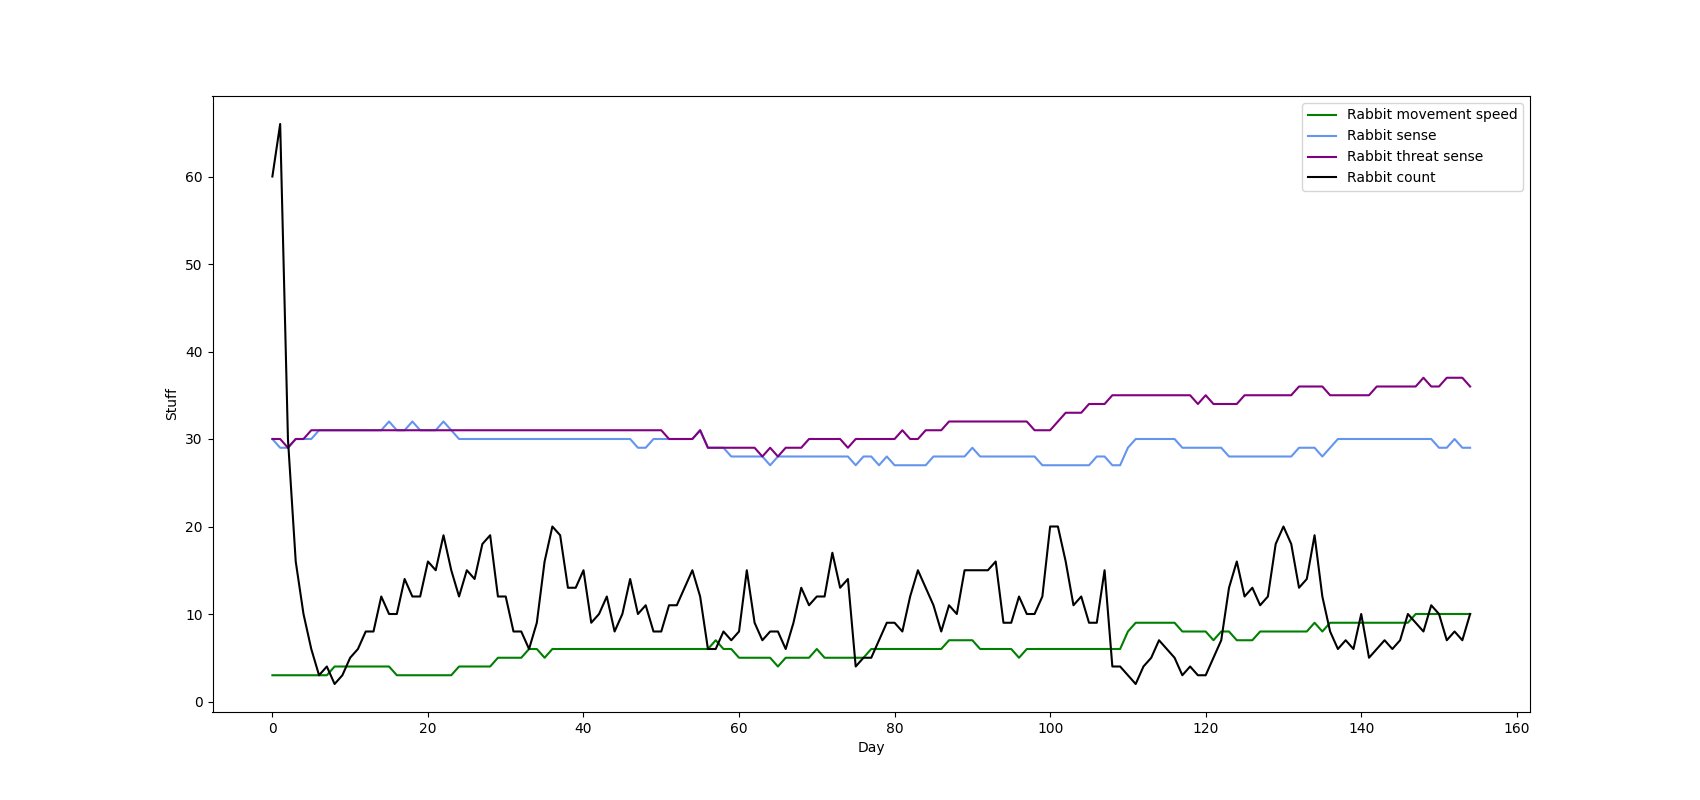 Rabbit movement speed
Rabbit sense
Rabbit threat sense
Rabbit count
60
50
40
30
20
10
0
Stuff
0 20 40 60 80 100 120 140 160
Day